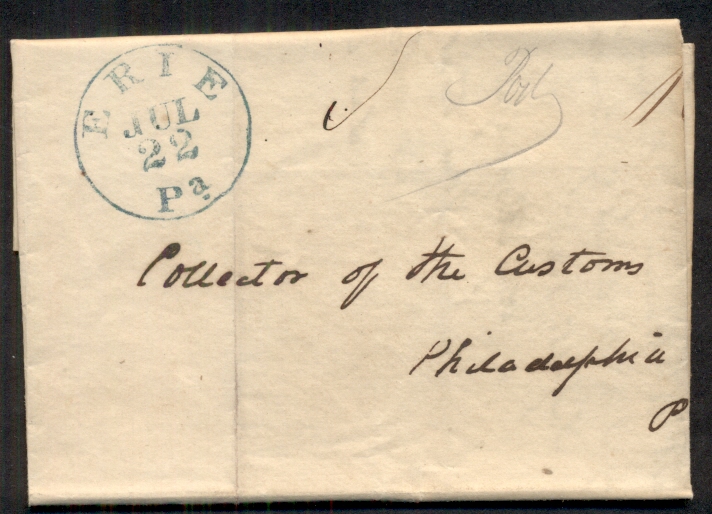 ERIE
JUL
22
Pa
Collector of the Customs
Philadelphia
P